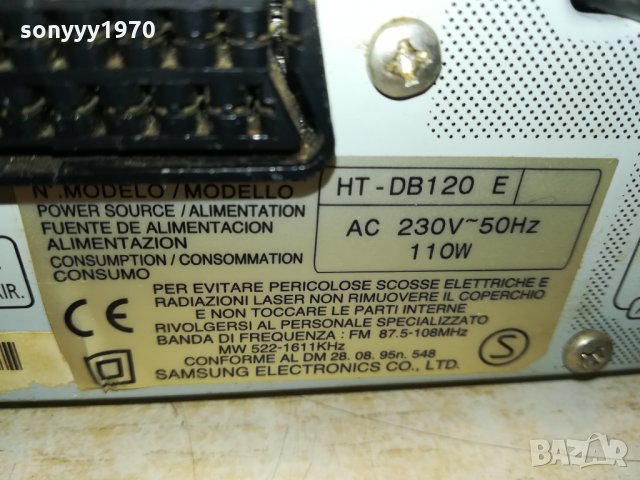 sonyyy1970
N°.MODELO / MODELLO
POWER SOURCE / ALIMENTATION
FUENTE DE ALIMENTACION
ALIMENTAZION
CONSUMPTION / CONSOMMATION
CONSUMO
HT-DB120 E
AC 230V~50Hz
110W
PER EVITARE PERICOLOSE SCOSSE ELETTRICHE E
RADIAZIONI LASER NON RIMUOVERE IL COPERCHIO
E NON TOCCARE LE PARTI INTERNE
RIVOLGERSI AL PERSONALE SPECIALIZZATO
BANDA DI FREQUENZA : FM 87.5-108MHz
MW 522-1611KHz
CONFORME AL DM 28. 08. 95n. 548
SAMSUNG ELECTRONICS CO., LTD.
CE
S
IR.
BAZAR.bg